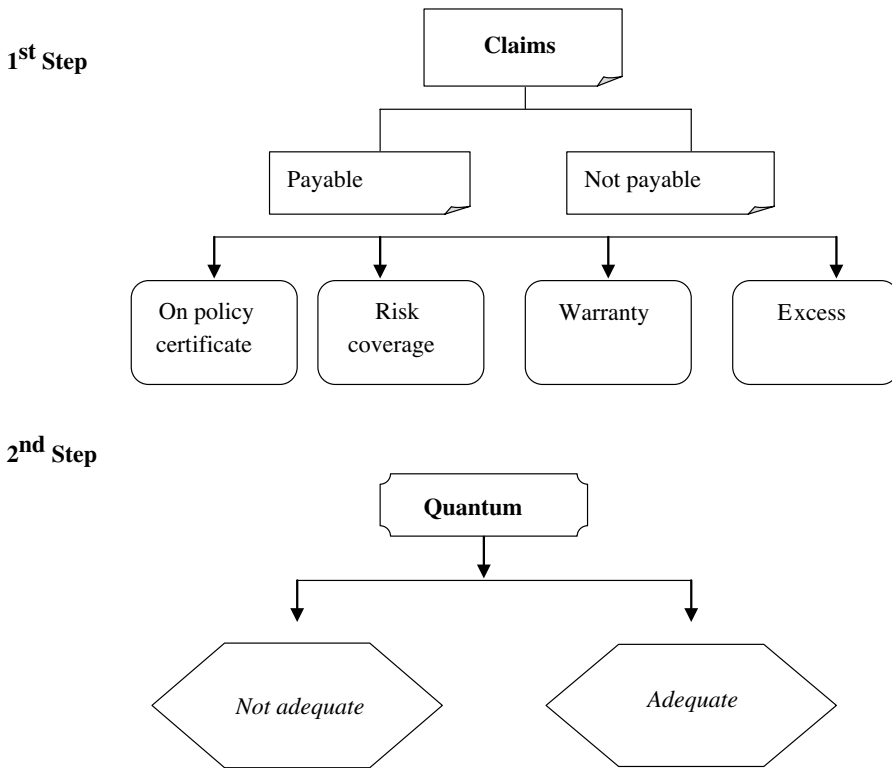 1st Step
Claims
Payable
Not payable
On policy
certificate
Risk
coverage
Warranty
Excess
2nd Step
Quantum
Not adequate
Adequate